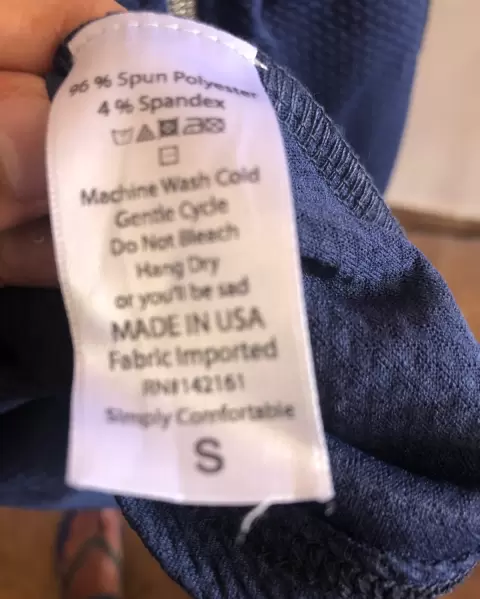 96 % Spun Polyester
4 % Spandex
Machine Wash Cold
Gentle Cycle
Do Not Bleach
Hang Dry
or you'll be sad
MADE IN USA
Fabric Imported
RN#142161
Simply Comfortable
S